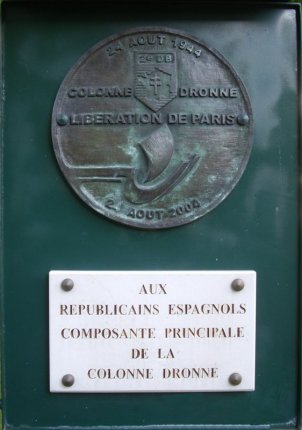 24 AOUT 1944
2e DB
COLONNE DRONNE
LIBERATION DE PARIS
24 AOUT 2004
AUX
REPUBLICAINS ESPAGNOLS
COMPOSANTE PRINCIPALE
DE LA
COLONNE DRONNE